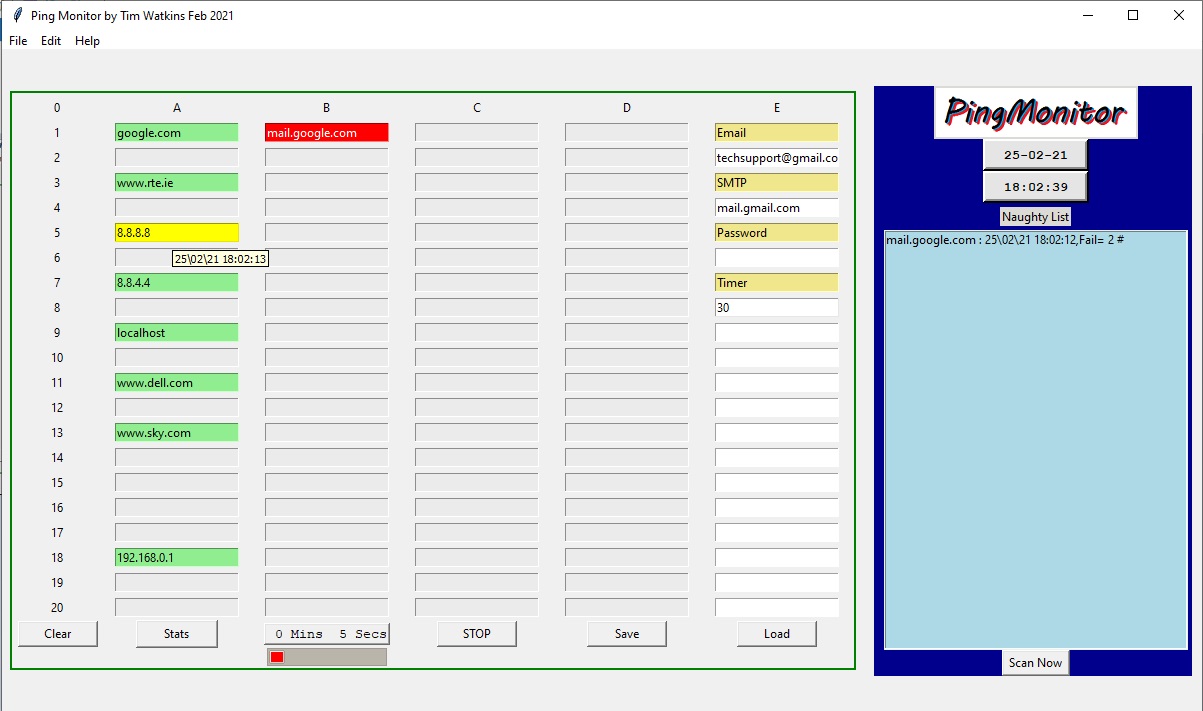 Ping Monitor by Tim Watkins Feb 2021
File Edit Help
0 A B C D E
1 google.com mail.google.com Email
2 techsupport@gmail.co
3 www.rte.ie SMTP
4 mail.gmail.com
5 8.8.8.8 Password
6 25\02\21 18:02:13
7 8.8.4.4 Timer
8 30
9 localhost
10
11 www.dell.com
12
13 www.sky.com
14
15
16
17
18 192.168.0.1
19
20
Clear Stats 0 Mins 5 Secs STOP Save Load
PingMonitor
25-02-21
18:02:39
Naughty List
mail.google.com : 25\02\21 18:02:12,Fail= 2 #
Scan Now